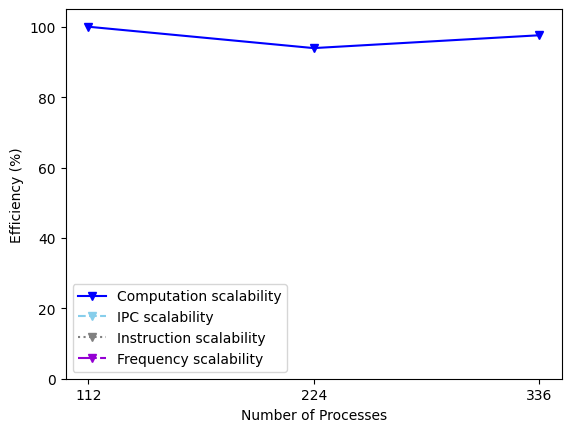 100
80
60
40
20
0
Efficiency (%)
Computation scalability
IPC scalability
Instruction scalability
Frequency scalability
112
224
336
Number of Processes